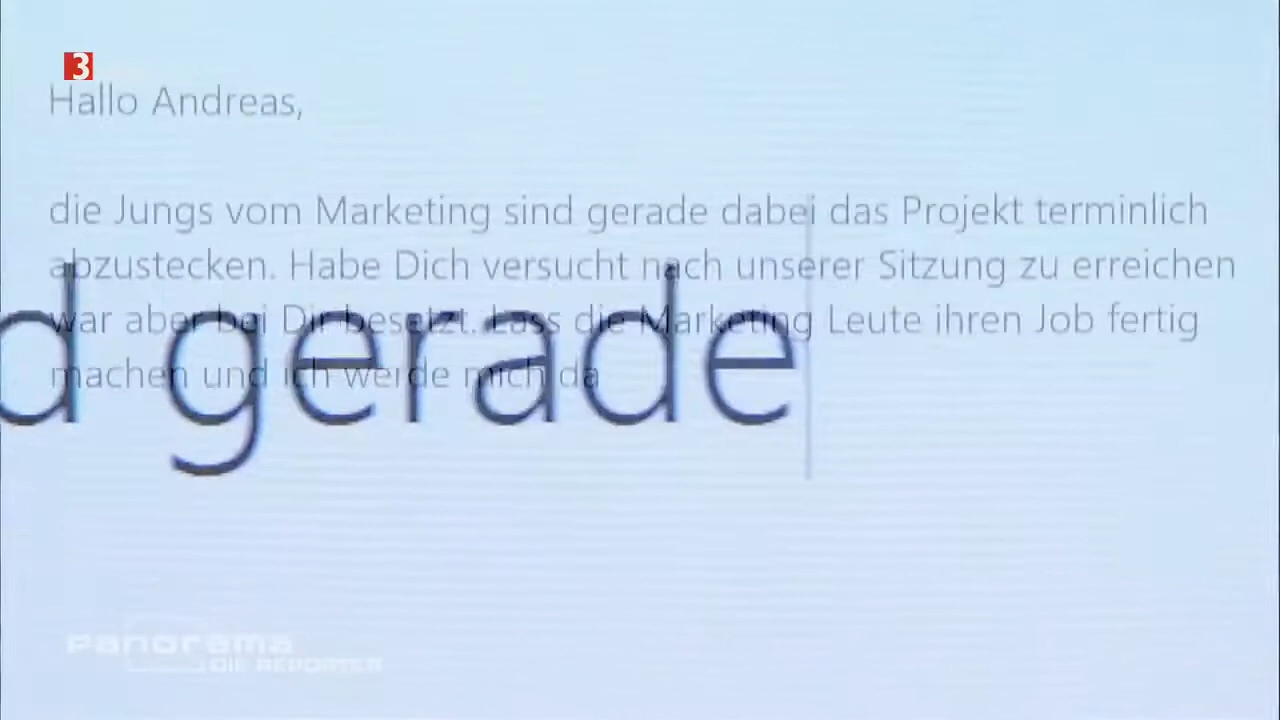 3
Hallo Andreas,
die Jungs vom Marketing sind gerade dabei das Projekt terminlich
abzustecken. Habe Dich versucht nach unserer Sitzung zu erreichen
war aber bei Dir besetzt. Lass die Marketing Leute ihren Job fertig
machen und ich werde mich da
d gerade
panorama
DIE REPORTER